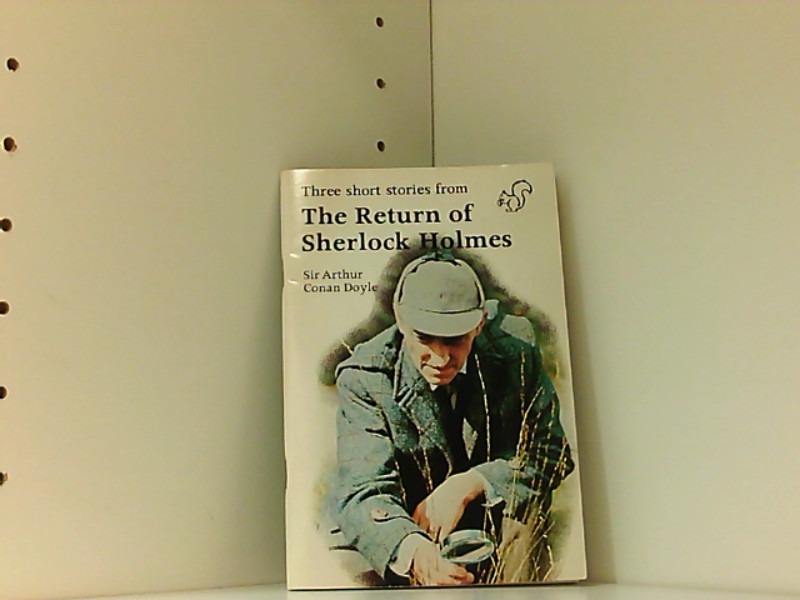 Three short stories from
The Return of
Sherlock Holmes
Sir Arthur
Conan Doyle